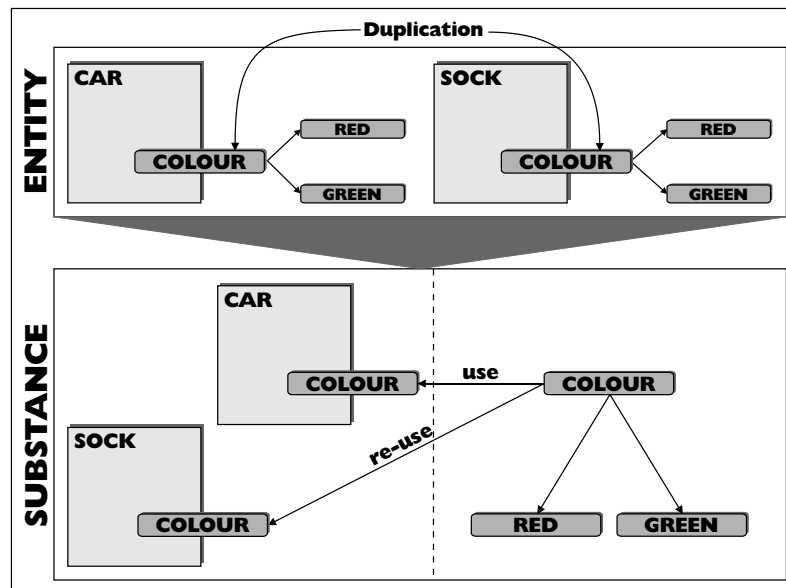 Duplication
ENTITY
CAR
COLOUR
RED
GREEN
SOCK
COLOUR
RED
GREEN
SUBSTANCE
CAR
COLOUR
use
COLOUR
re-use
SOCK
COLOUR
RED
GREEN